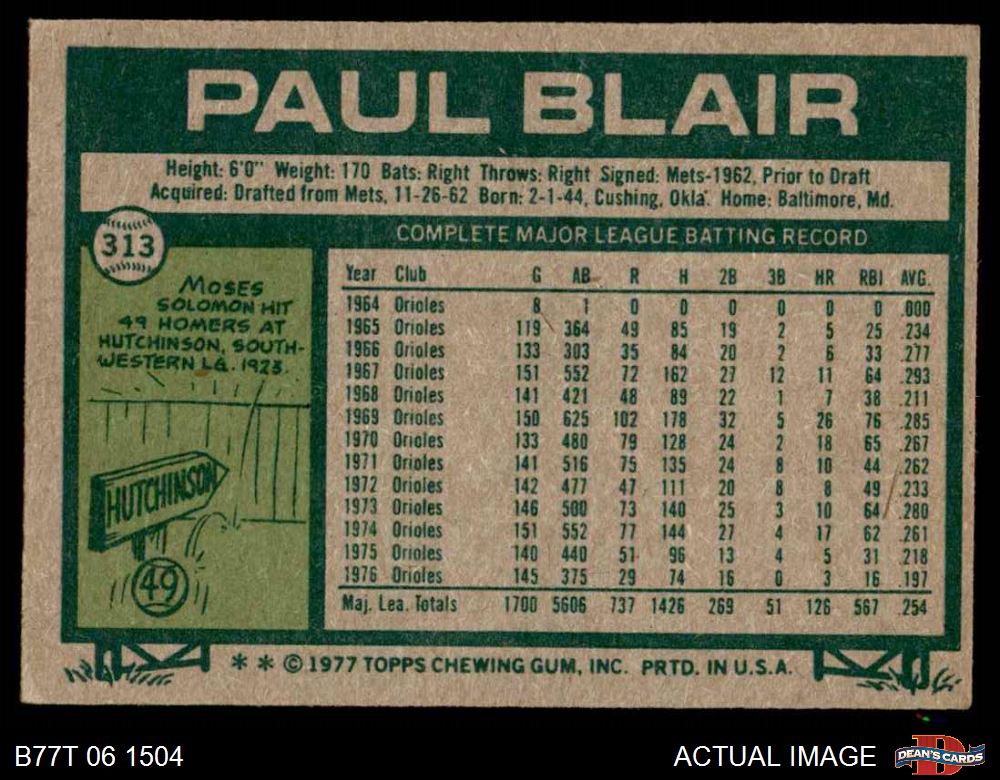 PAUL BLAIR
Height: 6'0" Weight: 170 Bats: Right Throws: Right Signed: Mets-1962, Prior to Draft
Acquired: Drafted from Mets, 11-26-62 Born: 2-1-44, Cushing, Okla. Home: Baltimore, Md.
313
MOSES
SOLOMON HIT
49 HOMERS AT
HUTCHINSON, SOUTH-
WESTERN LG. 1923.
HUTCHINSON
49
COMPLETE MAJOR LEAGUE BATTING RECORD
Year Club G AB R H 2B 3B HR RBI AVG.
1964 Orioles 8 1 0 0 0 0 0 0 .000
1965 Orioles 119 364 49 85 19 2 5 25 .234
1966 Orioles 133 303 35 84 20 2 6 33 .277
1967 Orioles 151 552 72 162 27 12 11 64 .293
1968 Orioles 141 421 48 89 22 1 7 38 .211
1969 Orioles 150 625 102 178 32 5 26 76 .285
1970 Orioles 133 480 79 128 24 2 18 65 .267
1971 Orioles 141 516 75 135 24 8 10 44 .262
1972 Orioles 142 477 47 111 20 8 8 49 .233
1973 Orioles 146 500 73 140 25 3 10 64 .280
1974 Orioles 151 552 77 144 27 4 17 62 .261
1975 Orioles 140 440 51 96 13 4 5 31 .218
1976 Orioles 145 375 29 74 16 0 3 16 .197
Maj. Lea. Totals 1700 5606 737 1426 269 51 126 567 .254
* * © 1977 TOPPS CHEWING GUM, INC. PRTD. IN U.S.A.
B77T 06 1504
ACTUAL IMAGE
D
DEAN'S CARDS